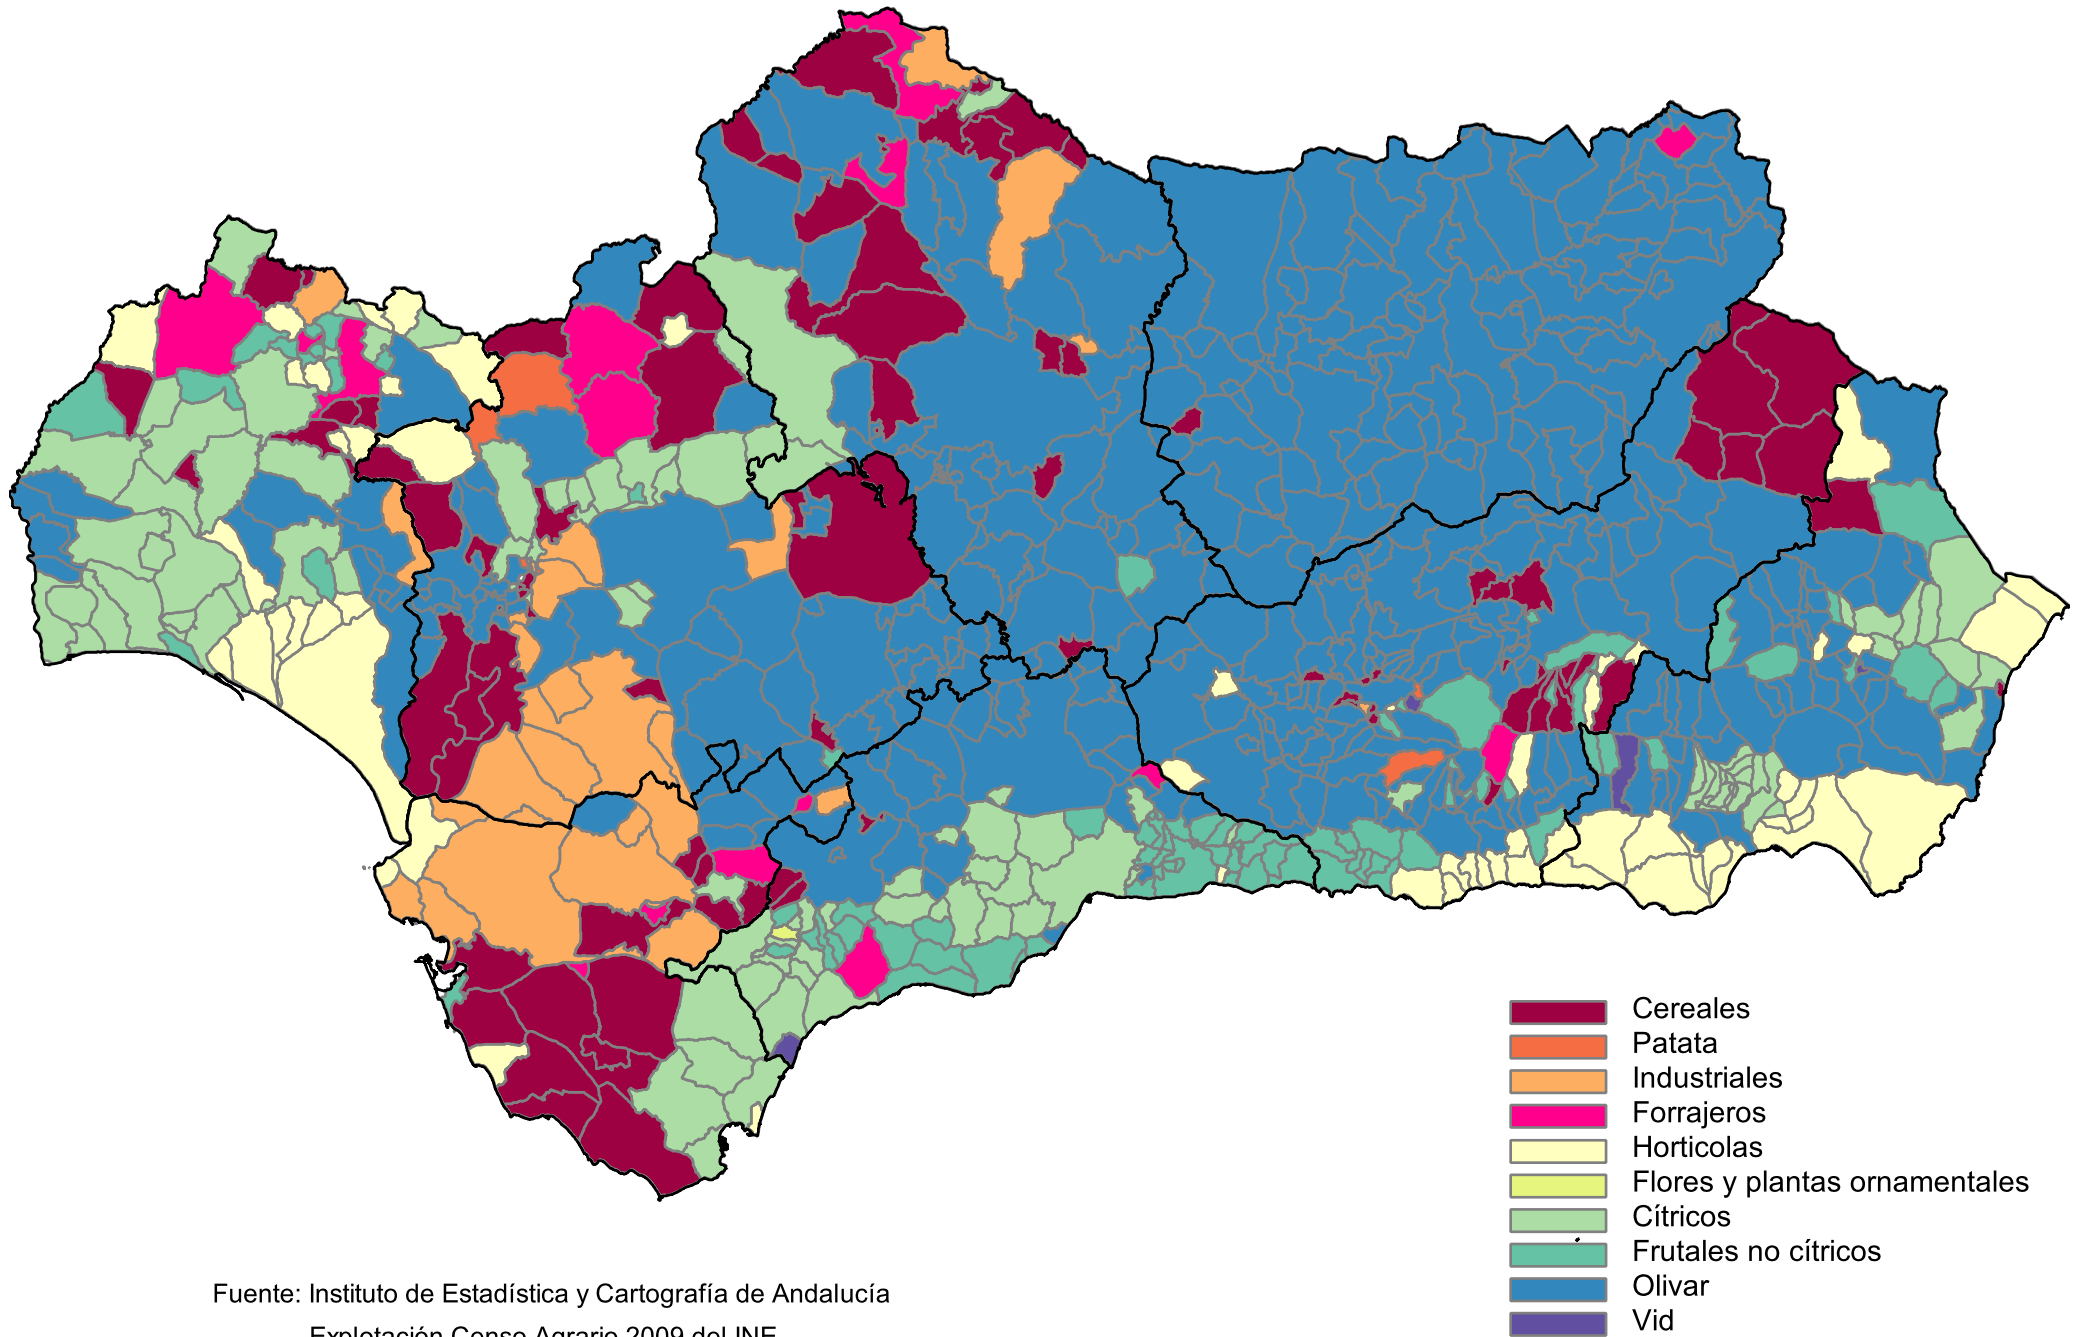 Cereales
Patata
Industriales
Forrajeros
Horticolas
Flores y plantas ornamentales
Cítricos
Frutales no cítricos
Olivar
Vid
Fuente: Instituto de Estadística y Cartografía de Andalucía
Explotación Censo Agrario 2009 del INE